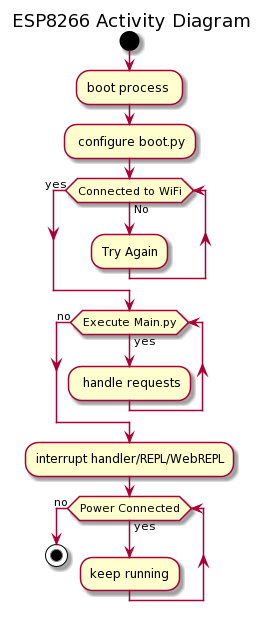 ESP8266 Activity Diagram
boot process
configure boot.py
yes
Connected to WiFi
No
Try Again
no
Execute Main.py
yes
handle requests
interrupt handler/REPL/WebREPL
no
Power Connected
yes
keep running